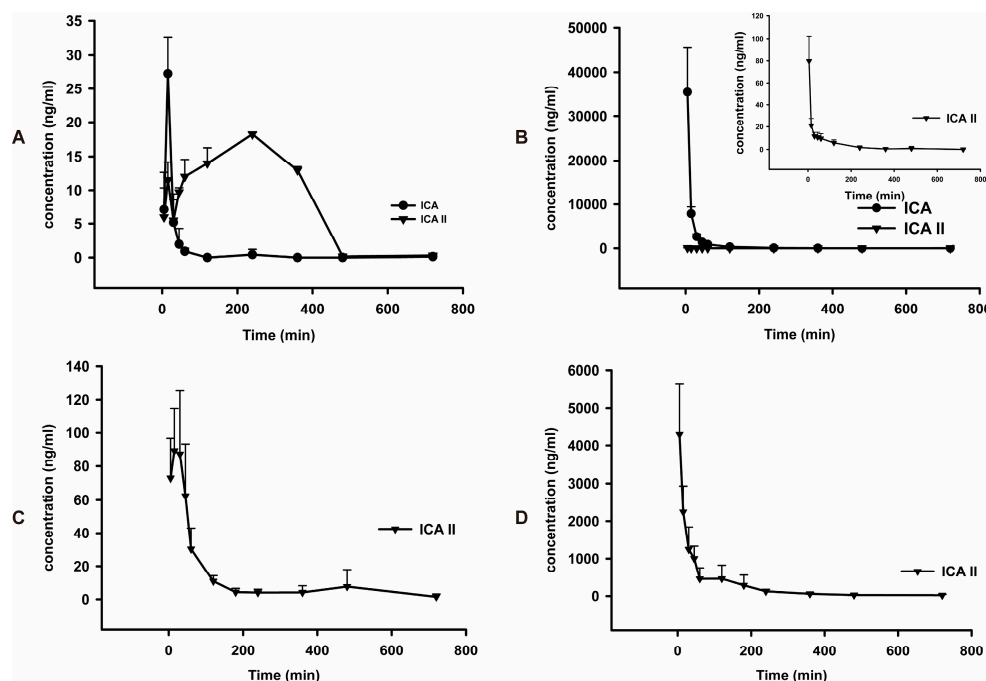 A
concentration (ng/ml)
35
30
25
20
15
10
5
0
0 200 400 600 800
Time (min)
ICA
ICA II
B
concentration (ng/ml)
50000
40000
30000
20000
10000
0
0 200 400 600 800
Time (min)
ICA
ICA II
concentration (ng/ml)
120
100
80
60
40
20
0
0 200 400 600 800
Time (min)
ICA II
C
concentration (ng/ml)
140
120
100
80
60
40
20
0
0 200 400 600 800
Time (min)
ICA II
D
concentration (ng/ml)
6000
5000
4000
3000
2000
1000
0
0 200 400 600 800
Time (min)
ICA II